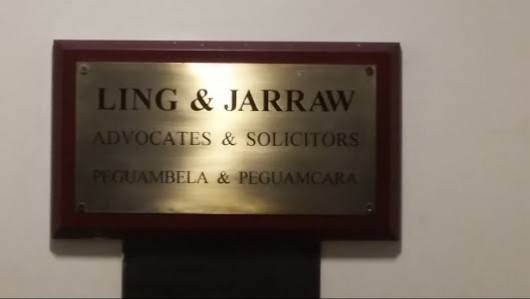 LING & JARRAW
ADVOCATES & SOLICITORS
PEGUAMBELA & PEGUAMCARA